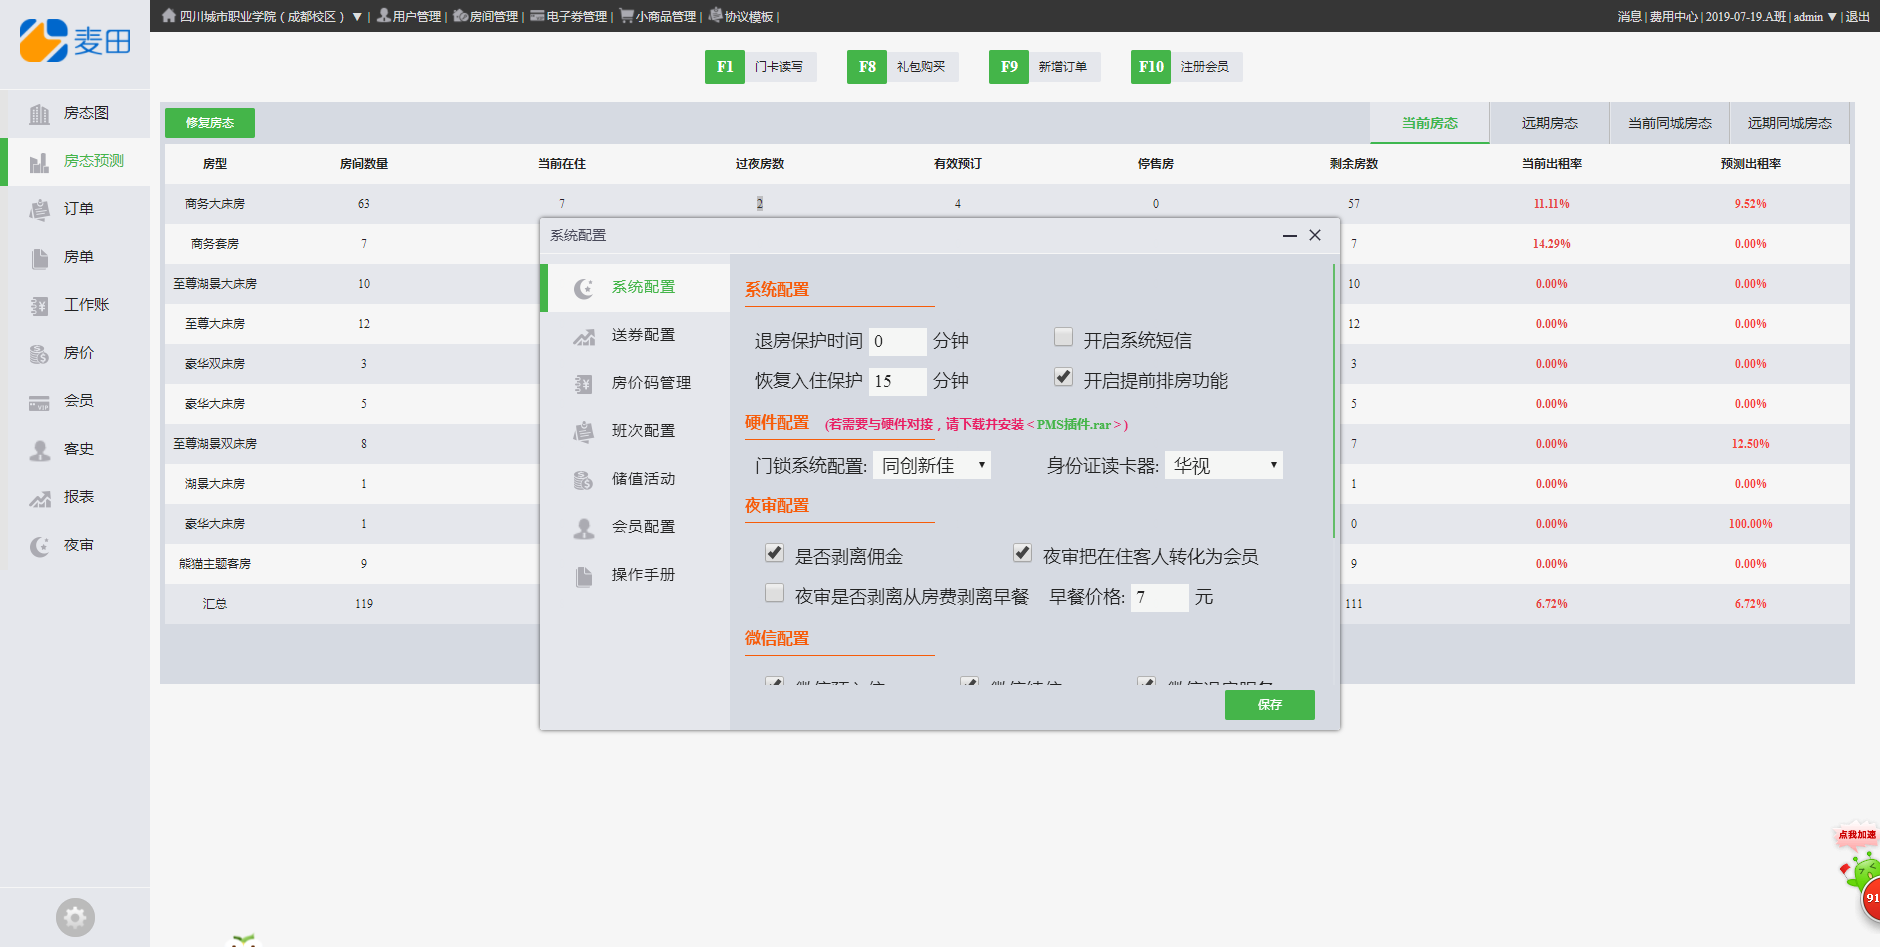 麦田
四川城市职业学院（成都校区） ▼ | 用户管理 | 房间管理 | 电子券管理 | 小商品管理 | 协议模板 |
消息 | 费用中心 | 2019-07-19.A班 | admin ▼ | 退出
F1 门卡读写 F8 礼包购买 F9 新增订单 F10 注册会员
房态图
房态预测
订单
房单
工作账
房价
会员
客史
报表
夜审
修复房态 当前房态 远期房态 当前同城房态 远期同城房态
房型 房间数量 当前在住 过夜房数 有效预订 停售房 剩余房数 当前出租率 预测出租率
商务大床房 63 7 2 4 0 57 11.11% 9.52%
商务套房 7 7 14.29% 0.00%
至尊湖景大床房 10 10 0.00% 0.00%
至尊大床房 12 12 0.00% 0.00%
豪华双床房 3 3 0.00% 0.00%
豪华大床房 5 5 0.00% 0.00%
至尊湖景双床房 8 7 0.00% 12.50%
湖景大床房 1 1 0.00% 0.00%
豪华大床房 1 0 0.00% 100.00%
熊猫主题客房 9 9 0.00% 0.00%
汇总 119 111 6.72% 6.72%
系统配置
系统配置
送券配置
房价码管理
班次配置
储值活动
会员配置
操作手册
系统配置
退房保护时间 0 分钟 开启系统短信
恢复入住保护 15 分钟 开启提前排房功能
硬件配置 (若需要与硬件对接，请下载并安装 < PMS插件.rar > )
门锁系统配置: 同创新佳 身份证读卡器: 华视
夜审配置
是否剥离佣金 夜审把在住客人转化为会员
夜审是否剥离从房费剥离早餐 早餐价格: 7 元
微信配置
保存
点我加速
91